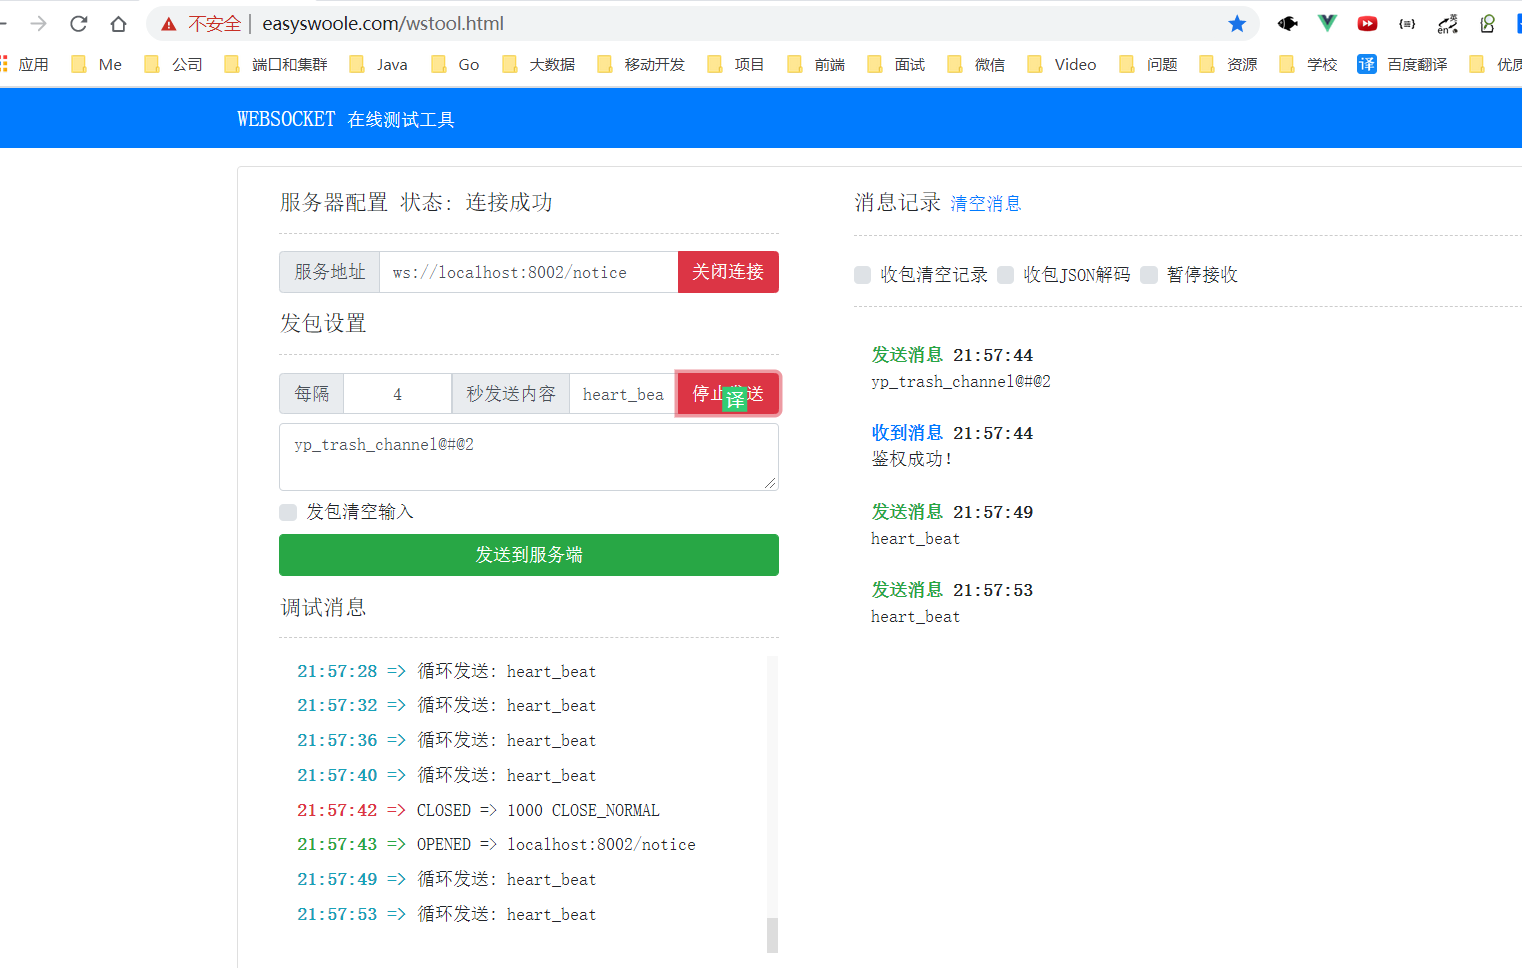 不安全 | easyswoole.com/wstool.html
应用 Me 公司 端口和集群 Java Go 大数据 移动开发 项目 前端 面试 微信 Video 问题 资源 学校 译 百度翻译
WEBSOCKET 在线测试工具
服务器配置 状态: 连接成功
服务地址 ws://localhost:8002/notice 关闭连接
发包设置
每隔 4 秒发送内容 heart_bea 停止发送
译
yp_trash_channel@#@2
发包清空输入
发送到服务端
调试消息
21:57:28 => 循环发送: heart_beat
21:57:32 => 循环发送: heart_beat
21:57:36 => 循环发送: heart_beat
21:57:40 => 循环发送: heart_beat
21:57:42 => CLOSED => 1000 CLOSE_NORMAL
21:57:43 => OPENED => localhost:8002/notice
21:57:49 => 循环发送: heart_beat
21:57:53 => 循环发送: heart_beat
消息记录 清空消息
收包清空记录 收包JSON解码 暂停接收
发送消息 21:57:44
yp_trash_channel@#@2
收到消息 21:57:44
鉴权成功!
发送消息 21:57:49
heart_beat
发送消息 21:57:53
heart_beat